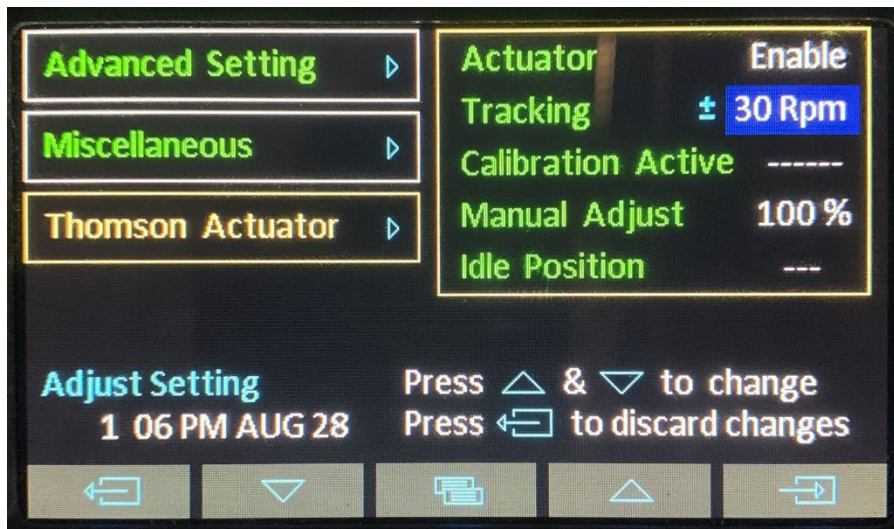 Advanced Setting
Miscellaneous
Thomson Actuator
Actuator Enable
Tracking ± 30 Rpm
Calibration Active ------
Manual Adjust 100 %
Idle Position ---
Adjust Setting
1 06 PM AUG 28
Press △ & ▽ to change
Press to discard changes